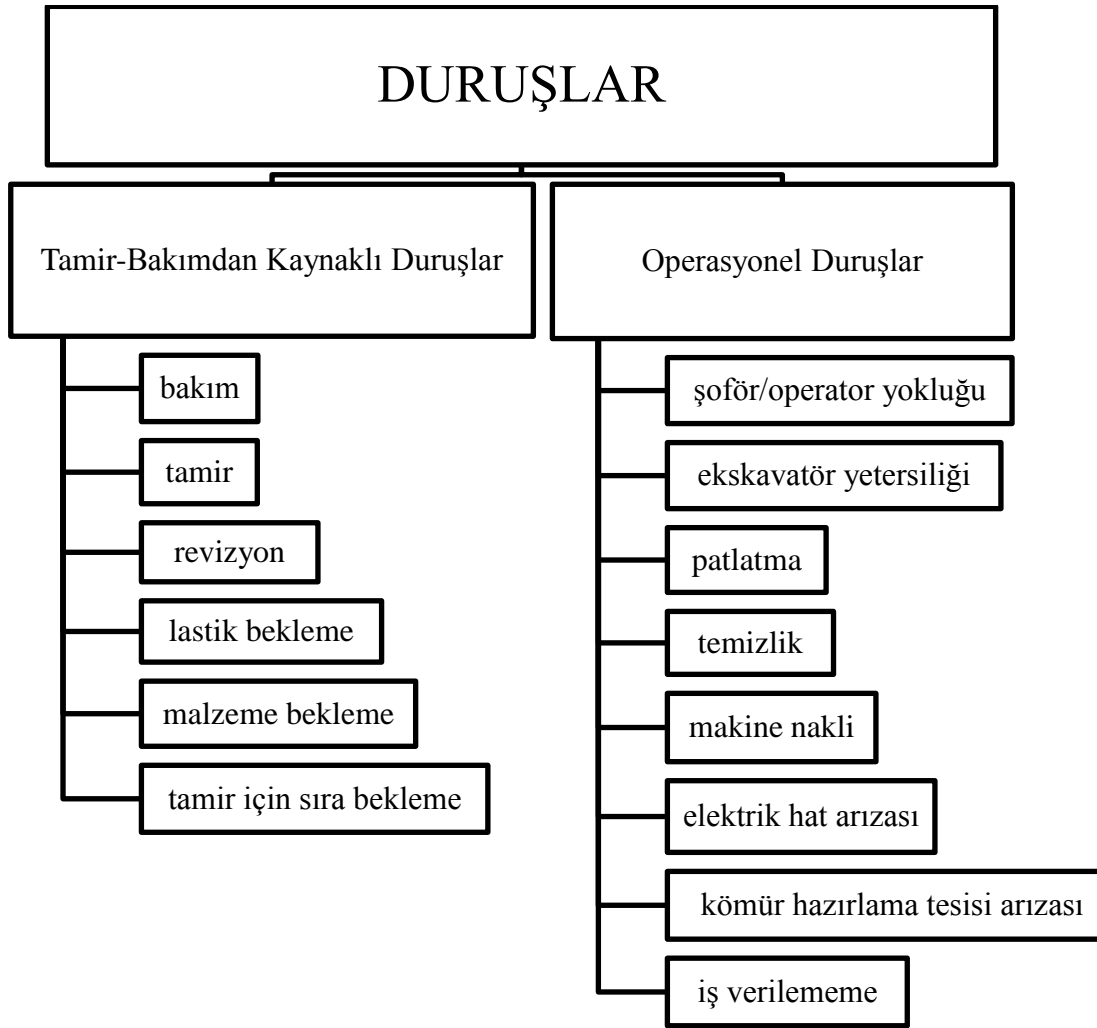 DURUŞLAR
Tamir-Bakımdan Kaynaklı Duruşlar
bakım
tamir
revizyon
lastik bekleme
malzeme bekleme
tamir için sıra bekleme
Operasyonel Duruşlar
şofór/operator yokluğu
ekskavatör yetersiliği
patlatma
temizlik
makine nakli
elektrik hat arızası
kömür hazırlama tesisi arızası
iş verilememe